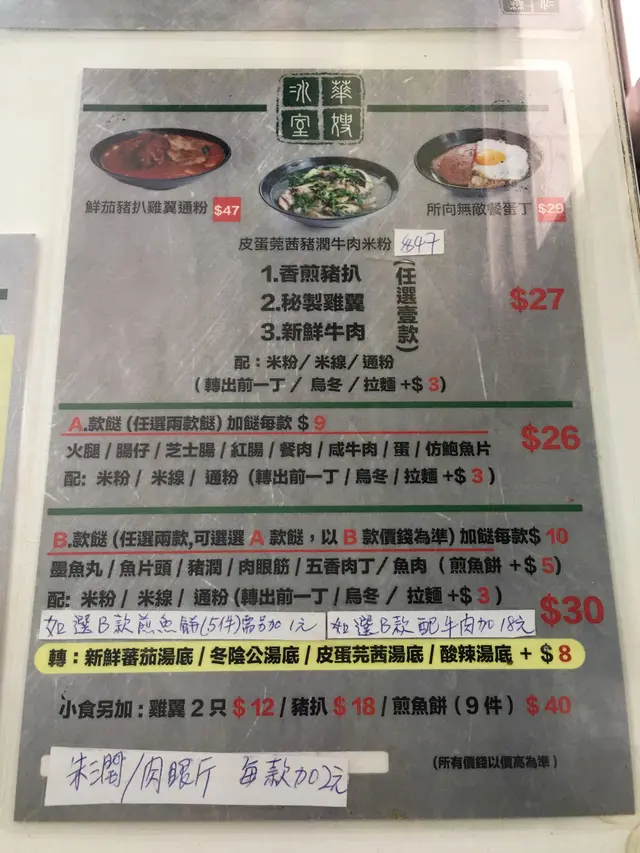 華嫂冰室
鮮茄豬扒雞翼通粉 $47
所向無敵餐蛋丁 $29
皮蛋芫茜豬潤牛肉米粉 $47
1.香煎豬扒
2.秘製雞翼
3.新鮮牛肉
(任選壹款)
$27
配：米粉/米線/通粉
(轉出前一丁/烏冬/拉麵+$3)
A.款餸 (任選兩款餸) 加餸每款 $9
火腿/腸仔/芝士腸/紅腸/餐肉/咸牛肉/蛋/仿鮑魚片
$26
配: 米粉/ 米線/ 通粉 (轉出前一丁/烏冬/拉麵+$3)
B.款餸 (任選兩款,可選選 A 款餸，以 B 款價錢為準) 加餸每款$ 10
墨魚丸/魚片頭/豬潤/肉眼筋/五香肉丁/魚肉 (煎魚餅 +$5)
配: 米粉/ 米線/ 通粉 (轉出前一丁/烏冬/ 拉麵 +$3)
$30
如選B款煎魚餅(5件)需另加1元
如選B款配牛肉加18元
轉：新鮮蕃茄湯底/冬陰公湯底/皮蛋芫茜湯底/酸辣湯底 + $8
小食另加：雞翼2只 $12/豬扒 $18/煎魚餅(9件) $40
朱潤/肉眼斤 每款加2元
(所有價錢以價高為準)